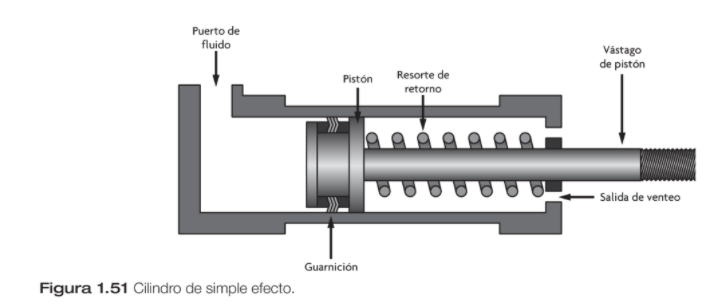 Puerto de
fluido
Vástago
de pistón
Pistón
Resorte de
retorno
Salida de venteo
Guarnición
Figura 1.51 Cilindro de simple efecto.